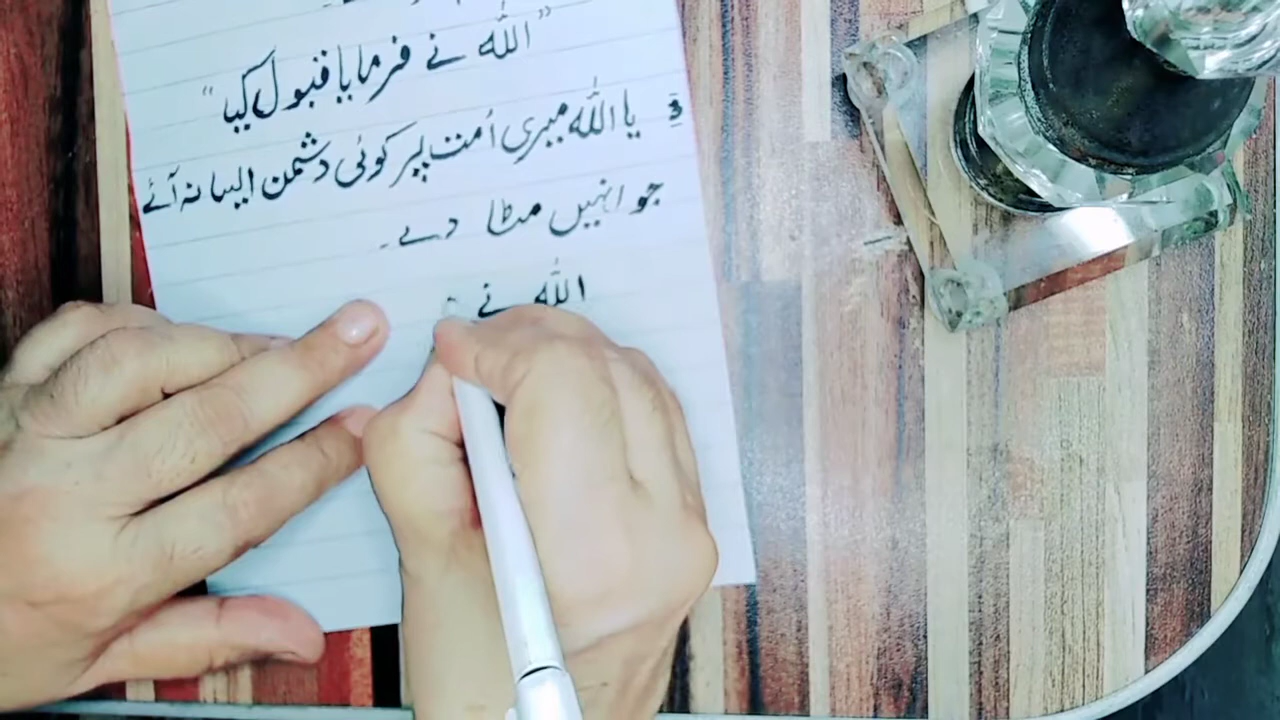 "اللہ نے فرمایا قبول کیا"
3 یا اللہ میری اُمت پر کوئی دشمن ایسا نہ آئے
جو انہیں مٹا دے۔
اللہ نے